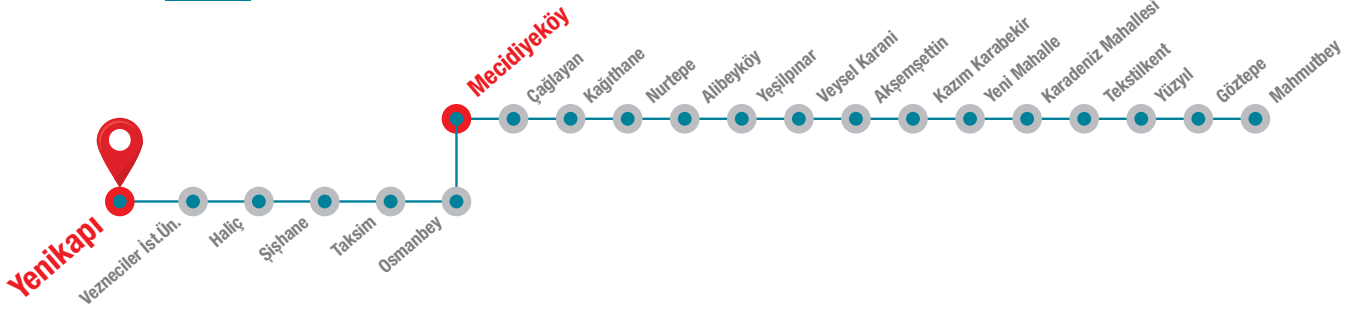 Yenikapı
Vezneciler İst.Ün.
Haliç
Şişhane
Taksim
Osmanbey
Mecidiyeköy
Çağlayan
Kağıthane
Nurtepe
Alibeyköy
Yeşilpınar
Veysel Karani
Akşemşettin
Kazım Karabekir
Yeni Mahalle
Karadeniz Mahallesi
Tekstilkent
Yüzyıl
Göztepe
Mahmutbey